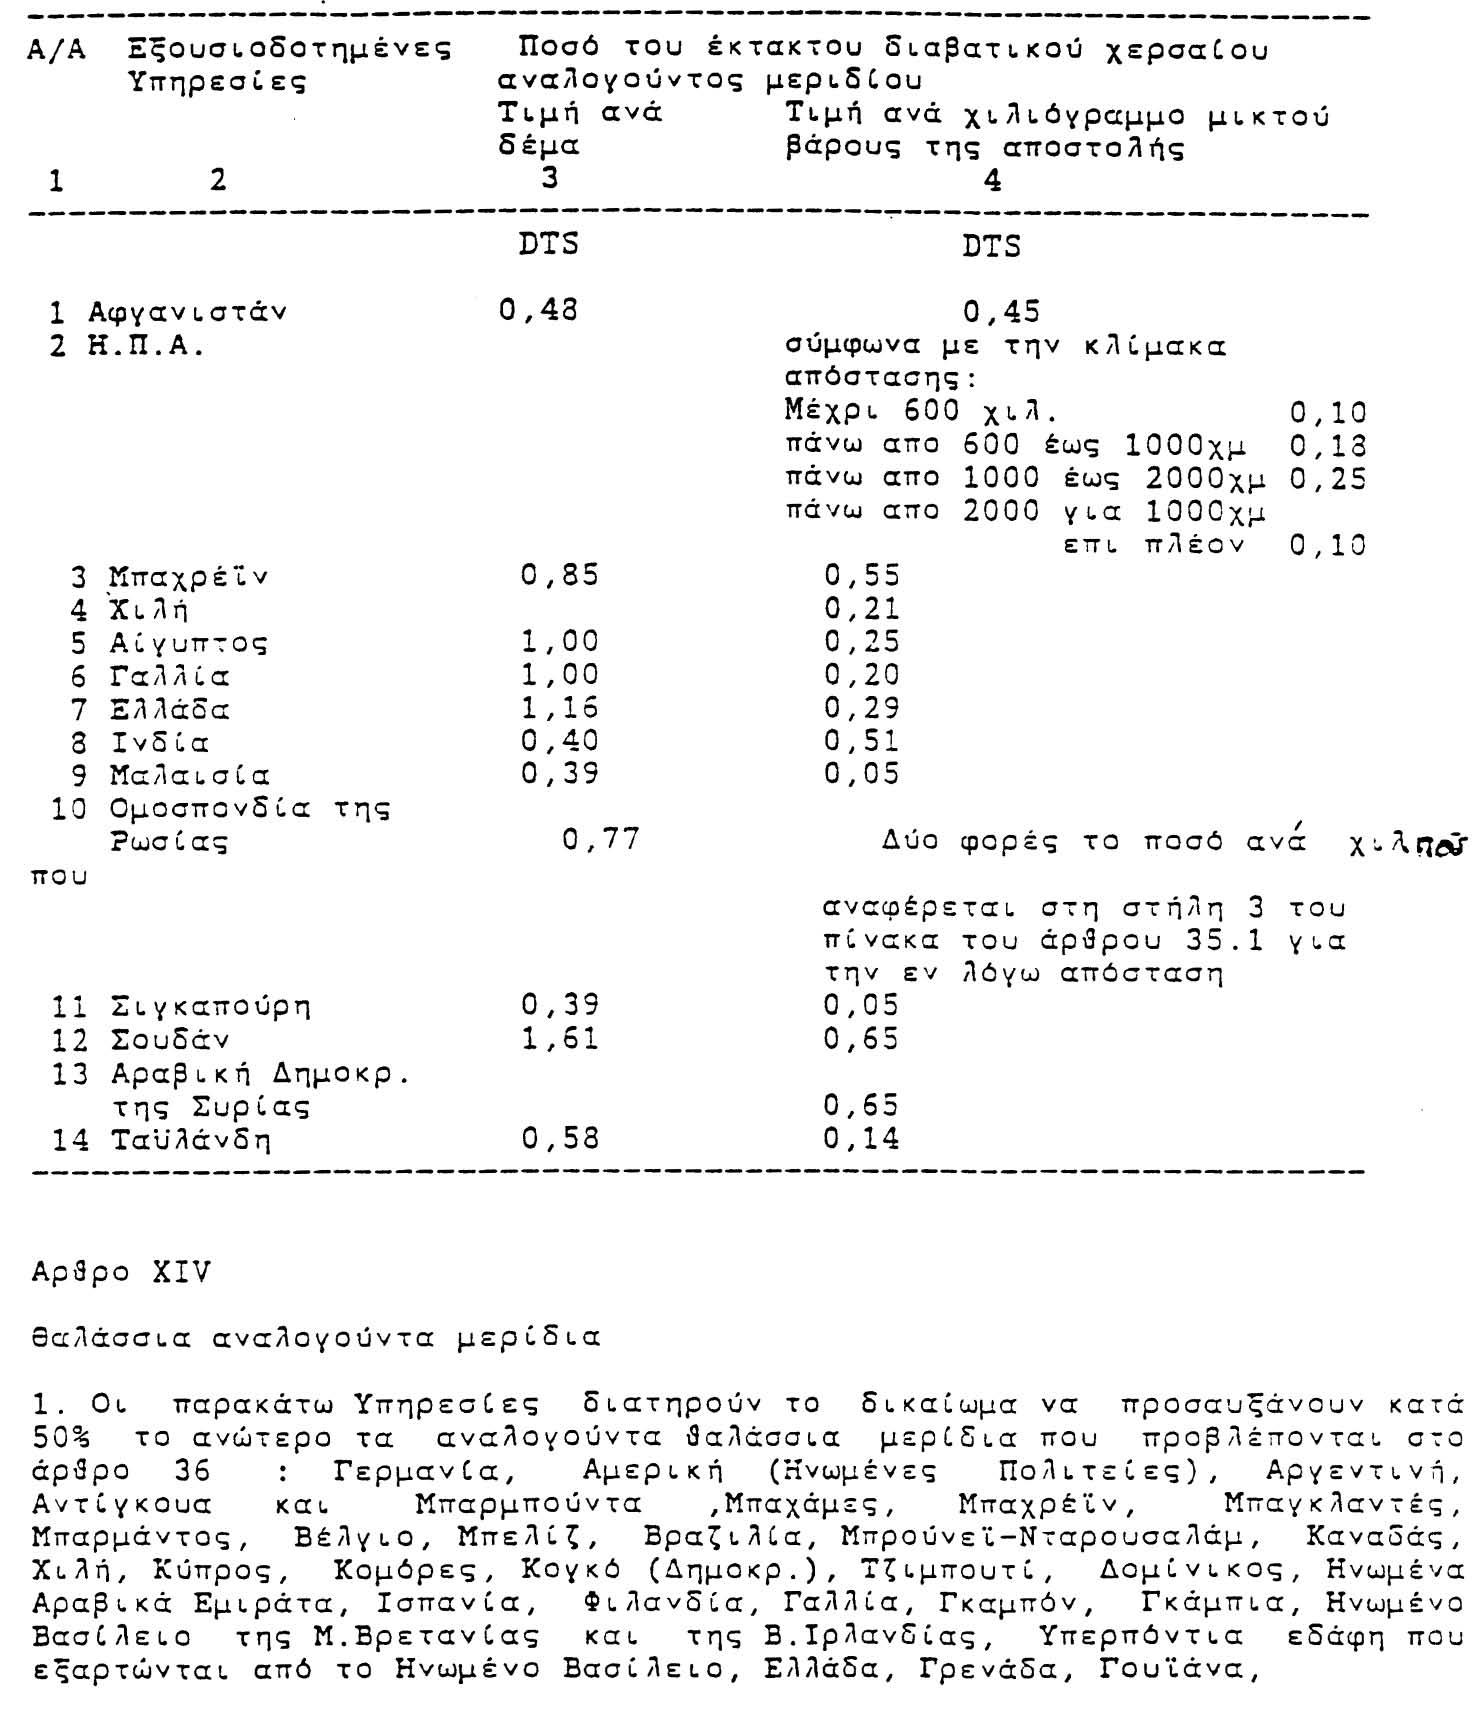 Α/Α Εξουσιοδοτημένες Ποσό του έκτακτου διαβατικού χερσαίου
Υπηρεσίες αναλογούντος μεριδίου
Τιμή ανά Τιμή ανά χιλιόγραμμο μικτού
δέμα βάρους της αποστολής
1 2 3 4
DTS DTS
1 Αφγανιστάν 0,48 0,45
2 Η.Π.Α. σύμφωνα με την κλίμακα
απόστασης:
Μέχρι 600 χιλ. 0,10
πάνω απο 600 έως 1000χμ 0,18
πάνω απο 1000 έως 2000χμ 0,25
πάνω απο 2000 για 1000χμ
επι πλέον 0,10
3 Μπαχρέϊν 0,85 0,55
4 Χιλή 0,21
5 Αίγυπτος 1,00 0,25
6 Γαλλία 1,00 0,20
7 Ελλάδα 1,16 0,29
8 Ινδία 0,40 0,51
9 Μαλαισία 0,39 0,05
10 Ομοσπονδία της
Ρωσίας 0,77 Δύο φορές το ποσό ανά χιλ που
που
αναφέρεται στη στήλη 3 του
πίνακα του άρθρου 35.1 για
την εν λόγω απόσταση
11 Σιγκαπούρη 0,39 0,05
12 Σουδάν 1,61 0,65
13 Αραβική Δημοκρ.
της Συρίας 0,65
14 Ταϋλάνδη 0,58 0,14
Αρθρο XIV
Θαλάσσια αναλογούντα μερίδια
1. Οι παρακάτω Υπηρεσίες διατηρούν το δικαίωμα να προσαυξάνουν κατά
50% το ανώτερο τα αναλογούντα θαλάσσια μερίδια που προβλέπονται στο
άρθρο 36 : Γερμανία, Αμερική (Ηνωμένες Πολιτείες), Αργεντινή,
Αντίγκουα και Μπαρμπούντα ,Μπαχάμες, Μπαχρέϊν, Μπαγκλαντές,
Μπαρμάντος, Βέλγιο, Μπελίζ, Βραζιλία, Μπρούνεϊ-Νταρουσαλάμ, Καναδάς,
Χιλή, Κύπρος, Κομόρες, Κογκό (Δημοκρ.), Τζιμπουτί, Δομίνικος, Ηνωμένα
Αραβικά Εμιράτα, Ισπανία, Φιλανδία, Γαλλία, Γκαμπόν, Γκάμπια, Ηνωμένο
Βασίλειο της Μ.Βρετανίας και της Β.Ιρλανδίας, Υπερπόντια εδάφη που
εξαρτώνται από το Ηνωμένο Βασίλειο, Ελλάδα, Γρενάδα, Γουϊάνα,